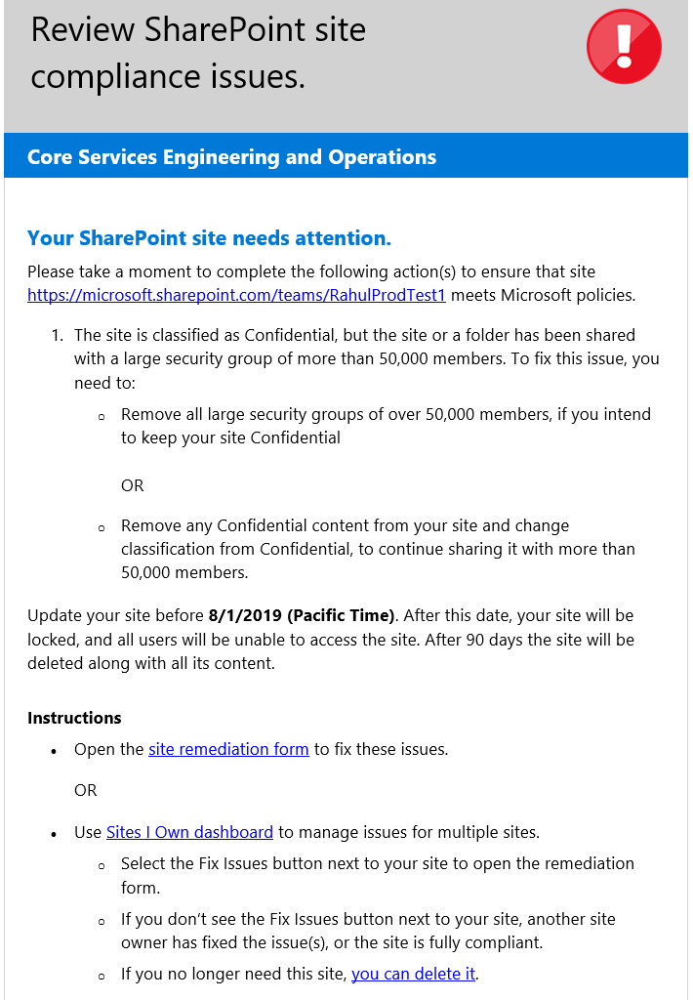 Review SharePoint site
compliance issues.
Core Services Engineering and Operations
Your SharePoint site needs attention.
Please take a moment to complete the following action(s) to ensure that site
https://microsoft.sharepoint.com/teams/RahulProdTest1 meets Microsoft policies.
1. The site is classified as Confidential, but the site or a folder has been shared
with a large security group of more than 50,000 members. To fix this issue, you
need to:
o Remove all large security groups of over 50,000 members, if you intend
to keep your site Confidential
OR
o Remove any Confidential content from your site and change
classification from Confidential, to continue sharing it with more than
50,000 members.
Update your site before 8/1/2019 (Pacific Time). After this date, your site will be
locked, and all users will be unable to access the site. After 90 days the site will be
deleted along with all its content.
Instructions
• Open the site remediation form to fix these issues.
OR
• Use Sites I Own dashboard to manage issues for multiple sites.
o Select the Fix Issues button next to your site to open the remediation
form.
o If you don't see the Fix Issues button next to your site, another site
owner has fixed the issue(s), or the site is fully compliant.
o If you no longer need this site, you can delete it.